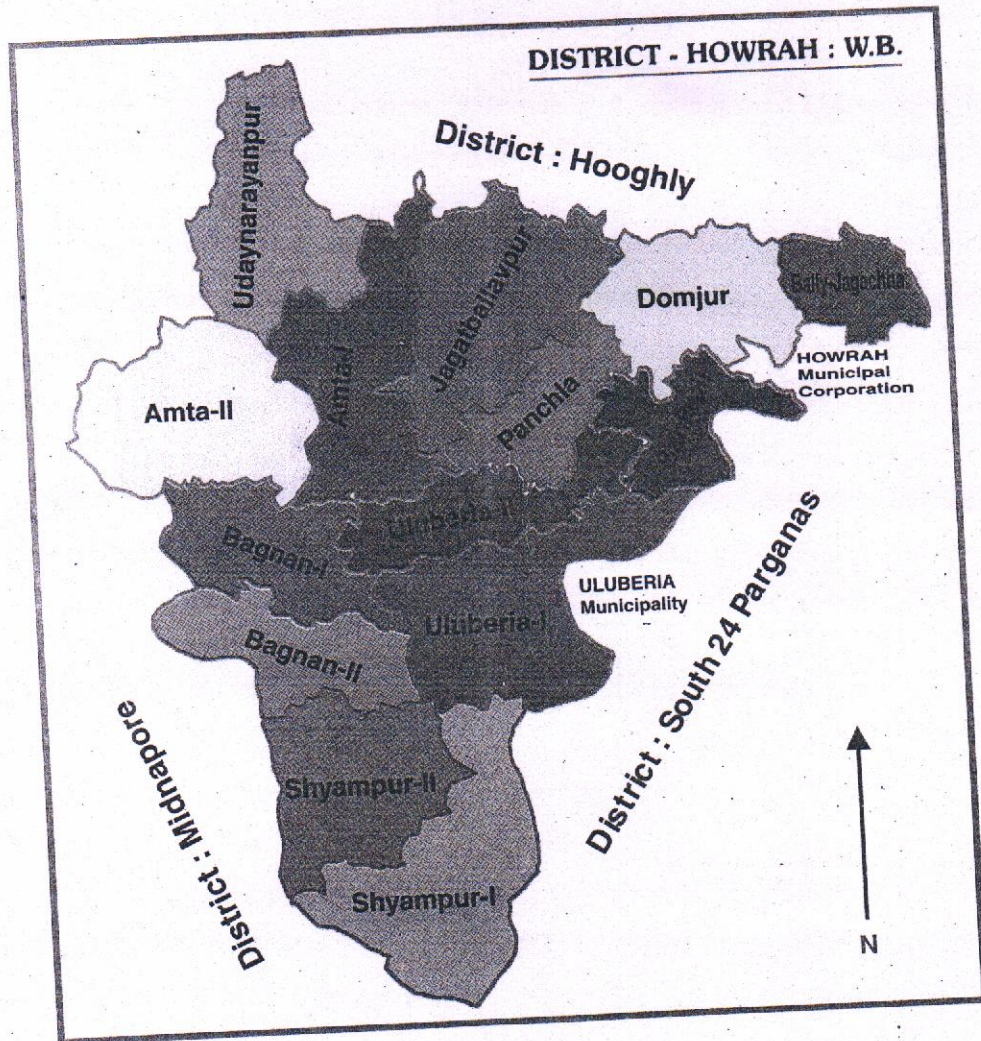 DISTRICT - HOWRAH : W.B.
District : Hooghly
Udaynarayanpur
Jagatballavpur
Domjur
Bally-Jagachha
HOWRAH
Municipal
Corporation
Amta-II
Amta-I
Panchla
Uluberia-II
Bagnan-I
ULUBERIA
Municipality
Uluberia-I
Bagnan-II
District : South 24 Parganas
District : Midnapore
Shyampur-II
Shyampur-I
N